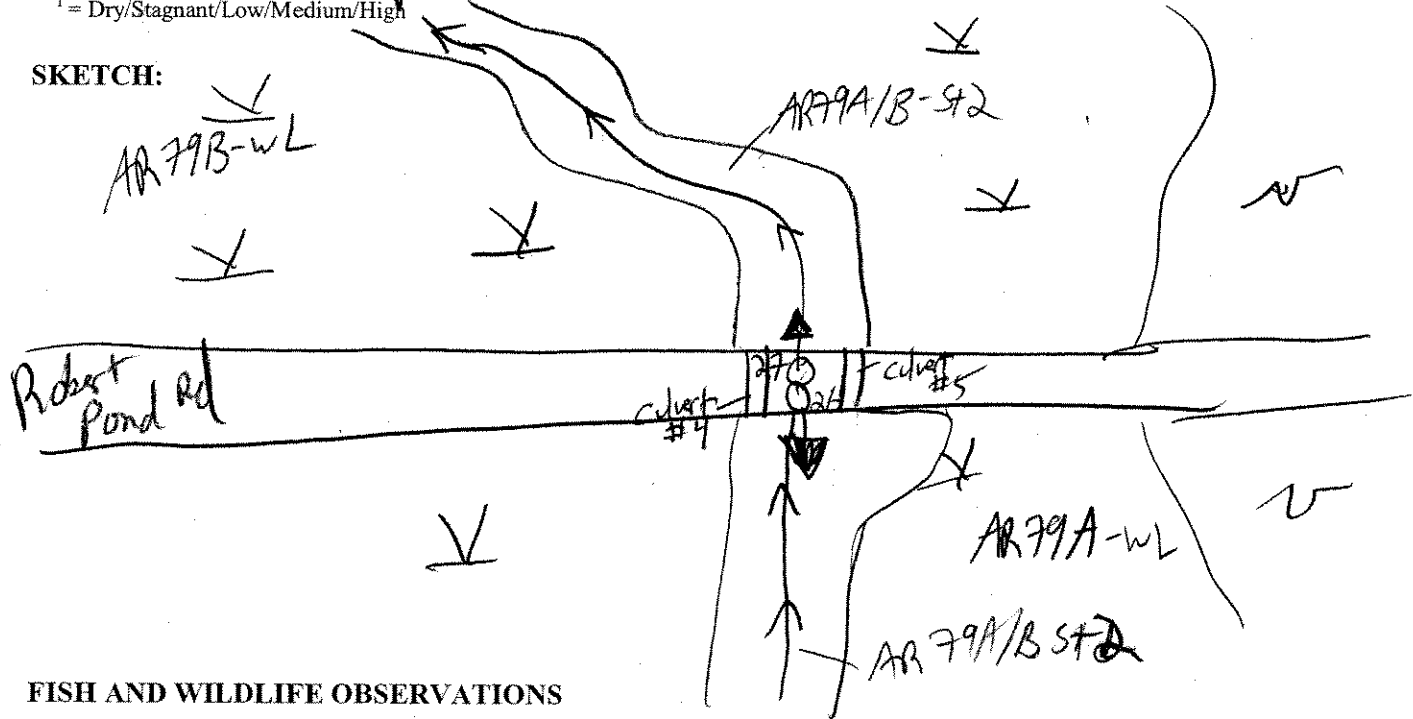 ¹ = Dry/Stagnant/Low/Medium/High
SKETCH:
AR79A/B-St2
AR79B-WL
Robert
Pond Rd
27
culvert
#5
culvert
#4
26
AR79A-WL
AR79A/B St2
FISH AND WILDLIFE OBSERVATIONS